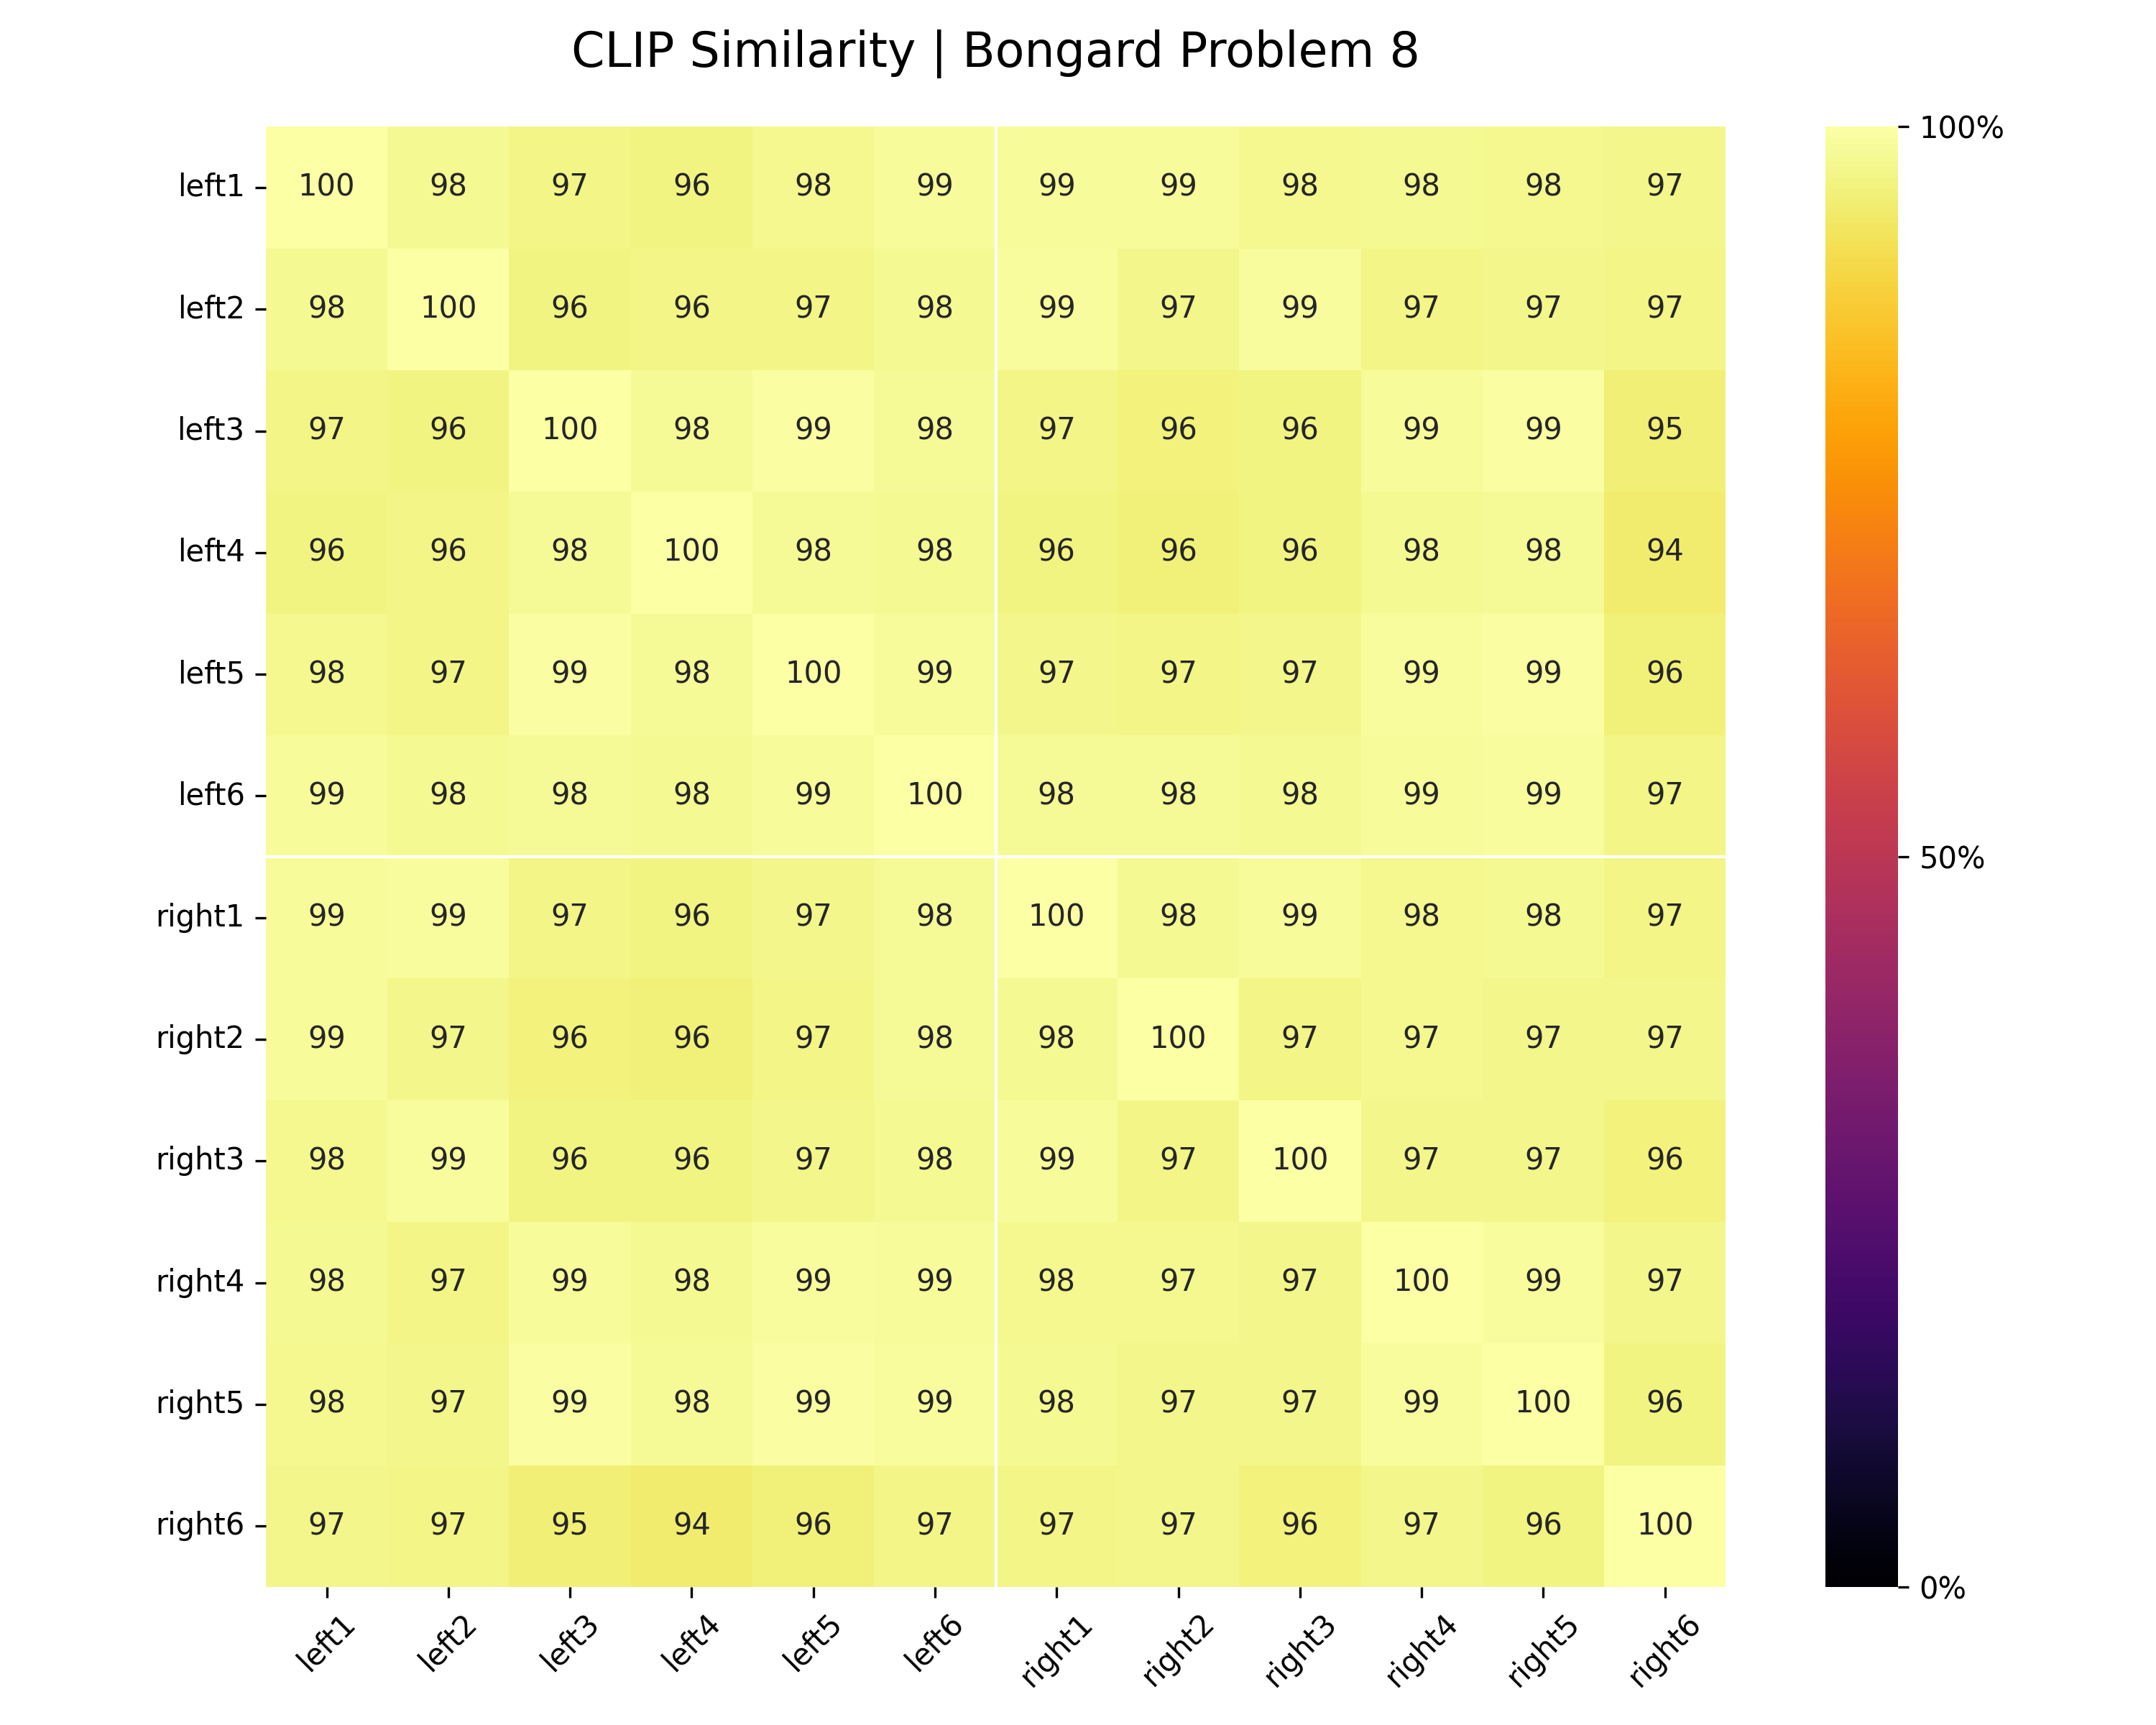 CLIP Similarity | Bongard Problem 8
left1 100 98 97 96 98 99 99 99 98 98 98 97
left2 98 100 96 96 97 98 99 97 99 97 97 97
left3 97 96 100 98 99 98 97 96 96 99 99 95
left4 96 96 98 100 98 98 96 96 96 98 98 94
left5 98 97 99 98 100 99 97 97 97 99 99 96
left6 99 98 98 98 99 100 98 98 98 99 99 97
right1 99 99 97 96 97 98 100 98 99 98 98 97
right2 99 97 96 96 97 98 98 100 97 97 97 97
right3 98 99 96 96 97 98 99 97 100 97 97 96
right4 98 97 99 98 99 99 98 97 97 100 99 97
right5 98 97 99 98 99 99 98 97 97 99 100 96
right6 97 97 95 94 96 97 97 97 96 97 96 100
left1 left2 left3 left4 left5 left6 right1 right2 right3 right4 right5 right6
100%
50%
0%